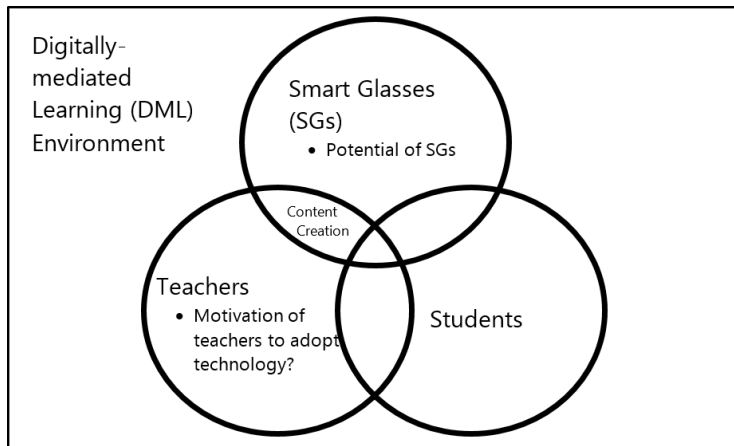 Digitally-
mediated
Learning (DML)
Environment
Smart Glasses
(SGs)
• Potential of SGs
Content
Creation
Teachers
• Motivation of
teachers to adopt
technology?
Students